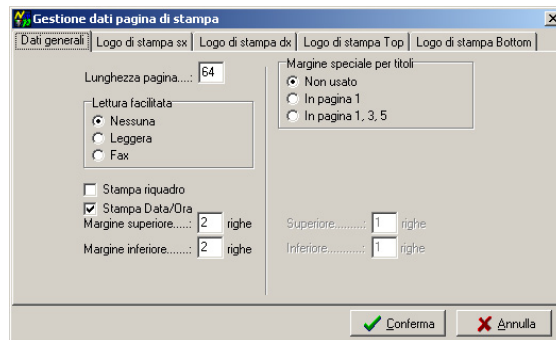 Gestione dati pagina di stampa
Dati generali
Logo di stampa sx
Logo di stampa dx
Logo di stampa Top
Logo di stampa Bottom
Lunghezza pagina....: 64
Lettura facilitata
Nessuna
Leggera
Fax
Stampa riquadro
Stampa Data/Ora
Margine superiore.....: 2 righe
Margine inferiore.......: 2 righe
Margine speciale per titoli
Non usato
In pagina 1
In pagina 1, 3, 5
Superiore.........: 1 righe
Inferiore...........: 1 righe
Conferma
Annulla